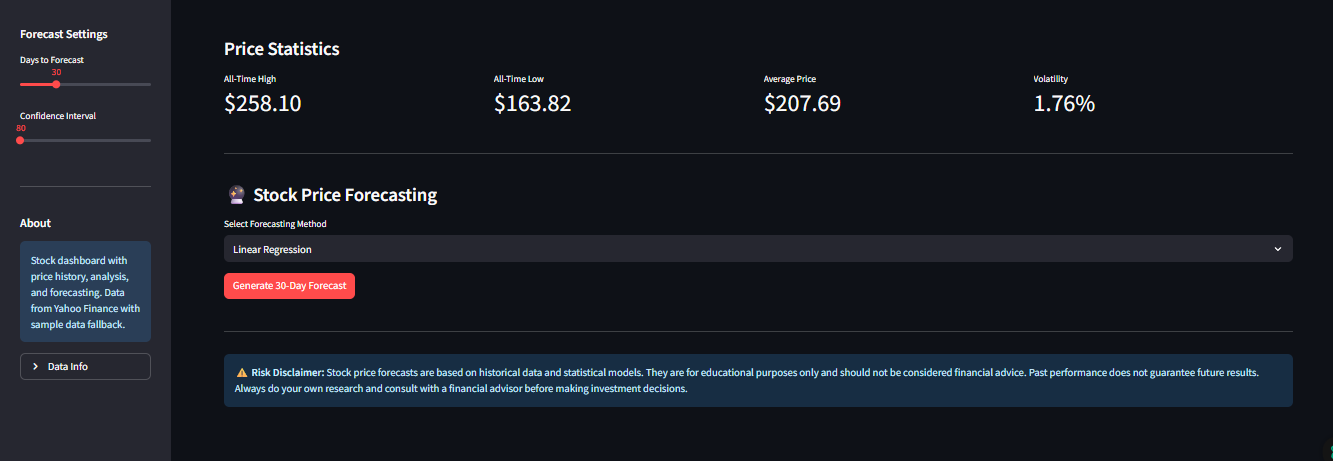 Forecast Settings
Days to Forecast
30
Confidence Interval
80
About
Stock dashboard with
price history, analysis,
and forecasting. Data
from Yahoo Finance with
sample data fallback.
Data Info
Price Statistics
All-Time High
$258.10
All-Time Low
$163.82
Average Price
$207.69
Volatility
1.76%
Stock Price Forecasting
Select Forecasting Method
Linear Regression
Generate 30-Day Forecast
Risk Disclaimer: Stock price forecasts are based on historical data and statistical models. They are for educational purposes only and should not be considered financial advice. Past performance does not guarantee future results.
Always do your own research and consult with a financial advisor before making investment decisions.